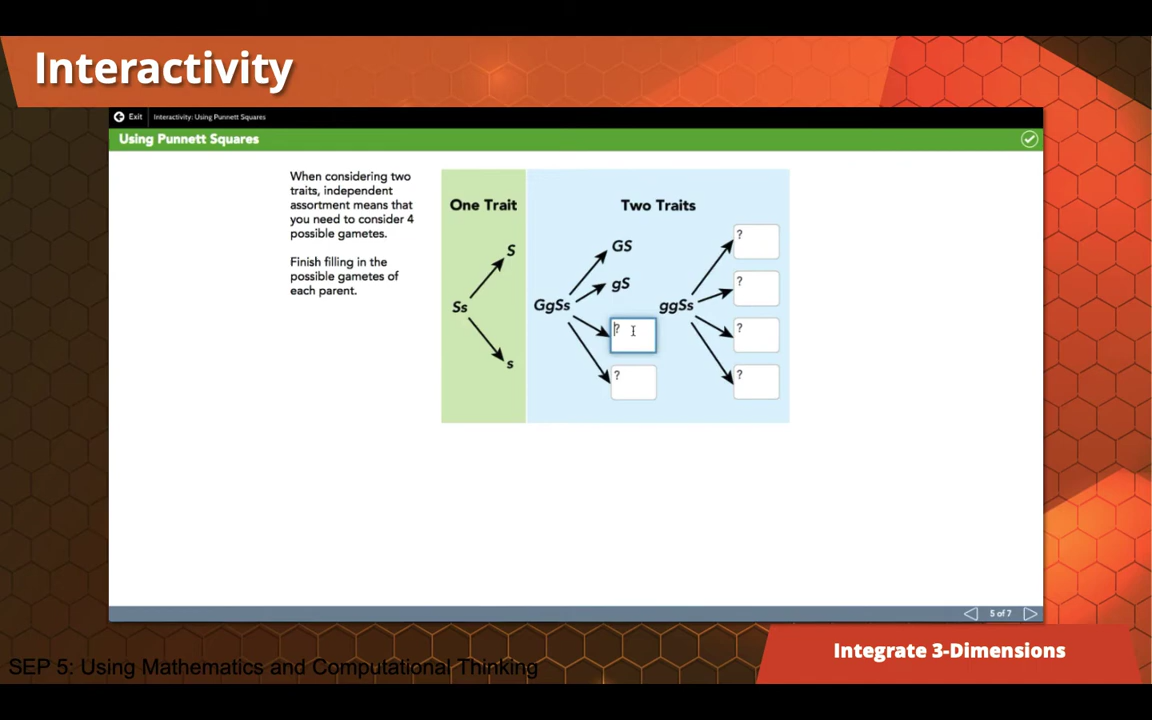 Interactivity
Exit Interactivity: Using Punnett Squares
Using Punnett Squares
When considering two
traits, independent
assortment means that
you need to consider 4
possible gametes.
Finish filling in the
possible gametes of
each parent.
One Trait
S
Ss
s
Two Traits
GgSs
GS
gS
?
?
ggSs
?
?
?
?
5 of 7
Integrate 3-Dimensions
SEP 5: Using Mathematics and Computational Thinking